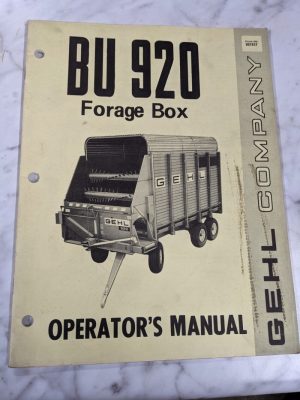 BU 920
Forage Box
GEHL
GEHL
OPERATOR'S MANUAL
GEHL COMPANY